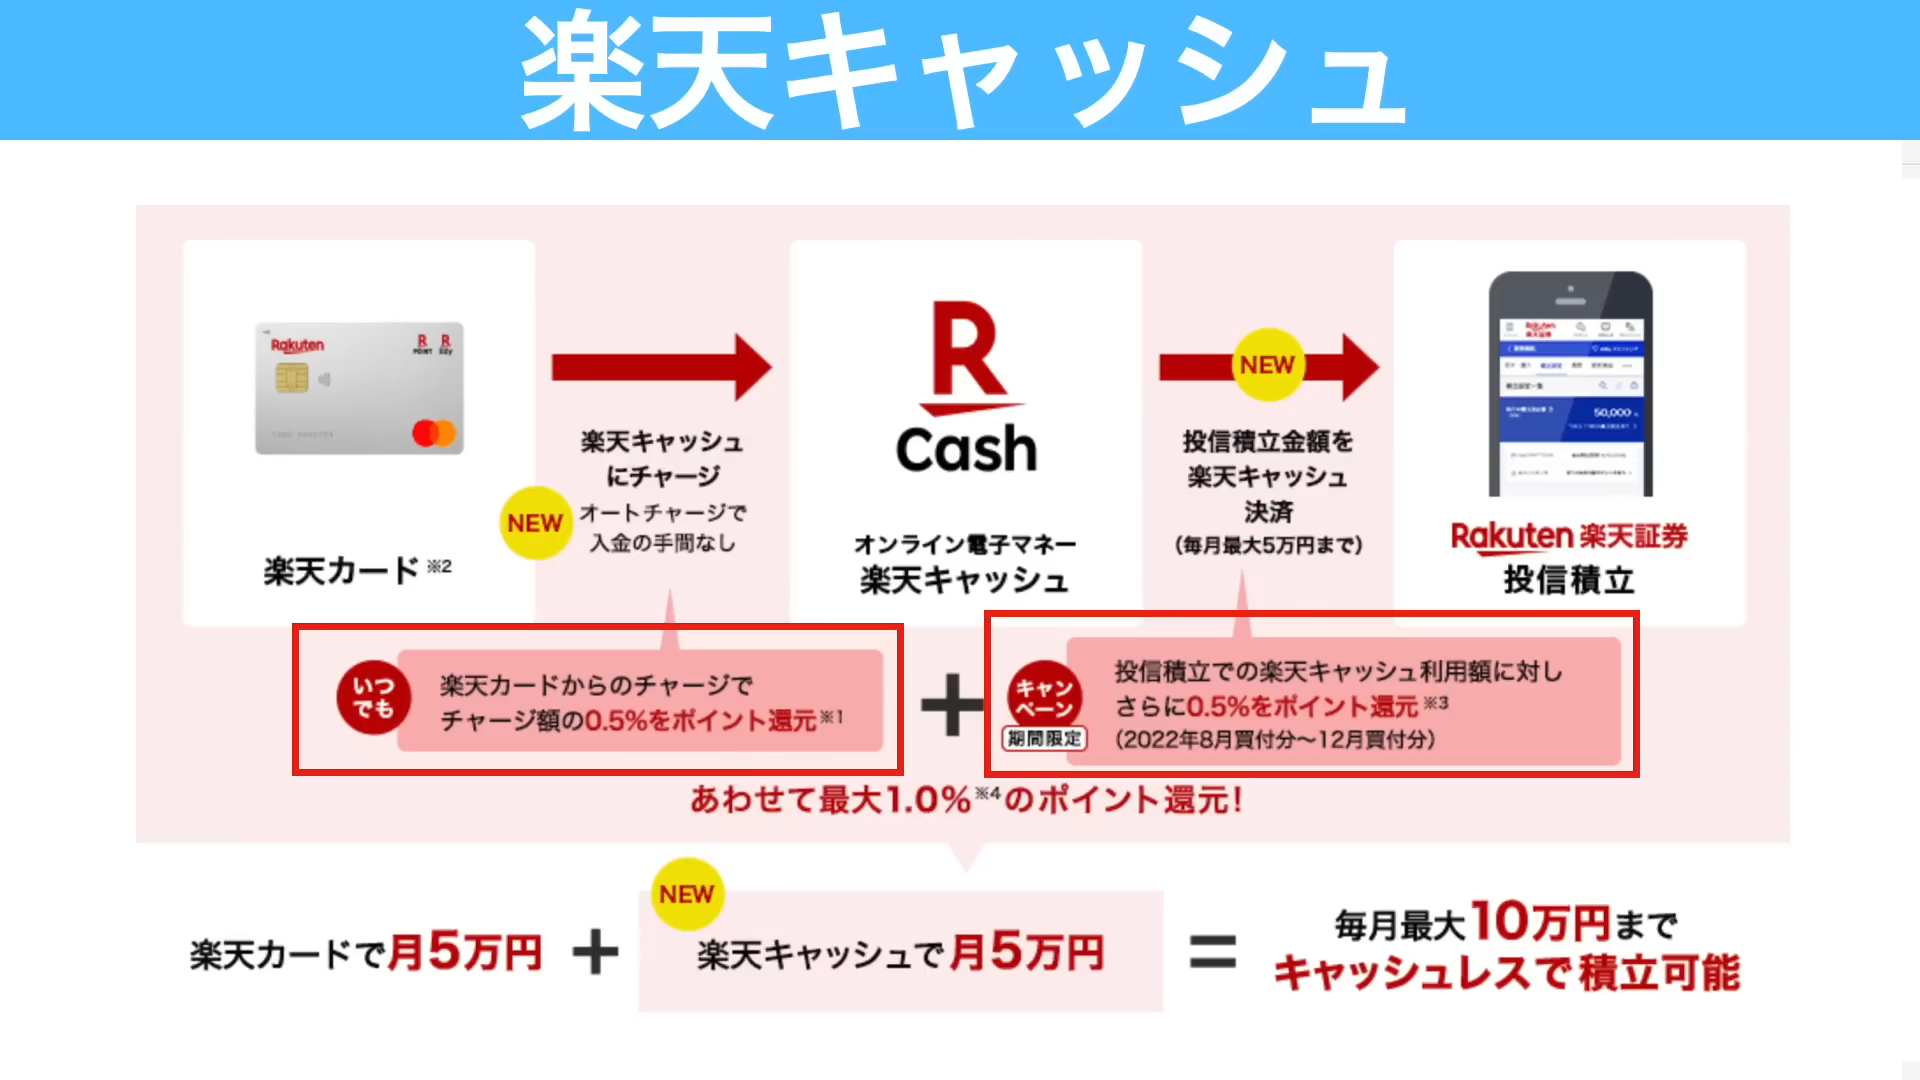 楽天キャッシュ
Rakuten
R POINT R Edy
楽天カード ※2
楽天キャッシュ
にチャージ
NEW
オートチャージで
入金の手間なし
R
Cash
オンライン電子マネー
楽天キャッシュ
NEW
投信積立金額を
楽天キャッシュ
決済
(毎月最大5万円まで)
Rakuten
楽天証券
50,000
Rakuten 楽天証券
投信積立
いつ
でも
楽天カードからのチャージで
チャージ額の0.5%をポイント還元※1
+
キャン
ペーン
期間限定
投信積立での楽天キャッシュ利用額に対し
さらに0.5%をポイント還元※3
(2022年8月買付分〜12月買付分)
あわせて最大1.0%※4のポイント還元!
楽天カードで月5万円
+
NEW
楽天キャッシュで月5万円
=
毎月最大10万円まで
キャッシュレスで積立可能